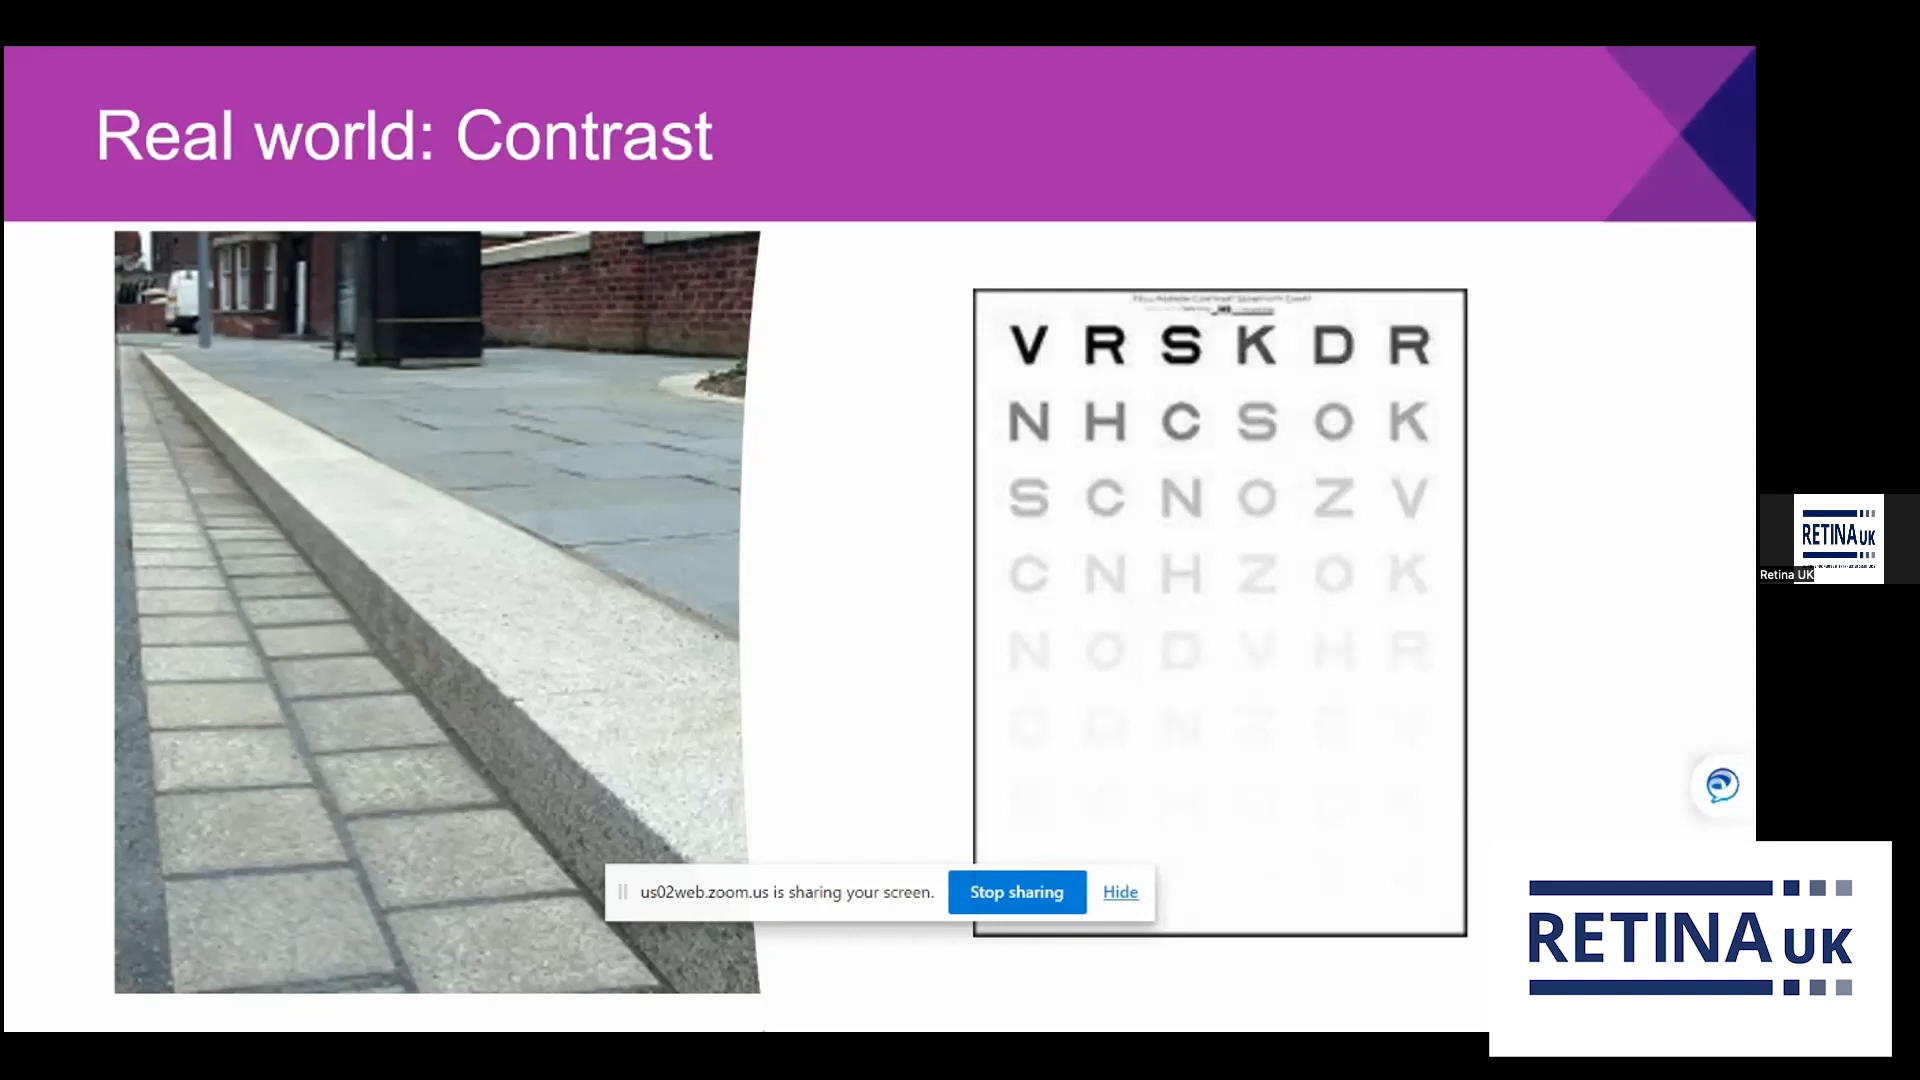 Real world: Contrast
V R S K D R
N H C S O K
S C N O Z V
C N H Z O K
N O D V H R
us02web.zoom.us is sharing your screen.
Stop sharing
Hide
RETINA UK
Retina UK
RETINA UK